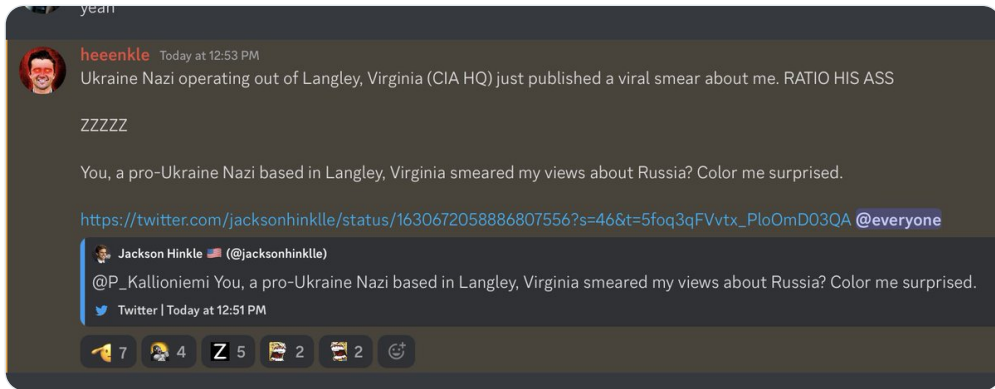 yeah
heeenkle Today at 12:53 PM
Ukraine Nazi operating out of Langley, Virginia (CIA HQ) just published a viral smear about me. RATIO HIS ASS
ZZZZZ
You, a pro-Ukraine Nazi based in Langley, Virginia smeared my views about Russia? Color me surprised.
https://twitter.com/jacksonhinklle/status/1630672058886807556?s=46&t=5foq3qFVvtx_PloOmD03QA @everyone
Jackson Hinkle 🇺🇸 (@jacksonhinklle)
@P_Kallioniemi You, a pro-Ukraine Nazi based in Langley, Virginia smeared my views about Russia? Color me surprised.
Twitter | Today at 12:51 PM
7 4 Z 5 2 2